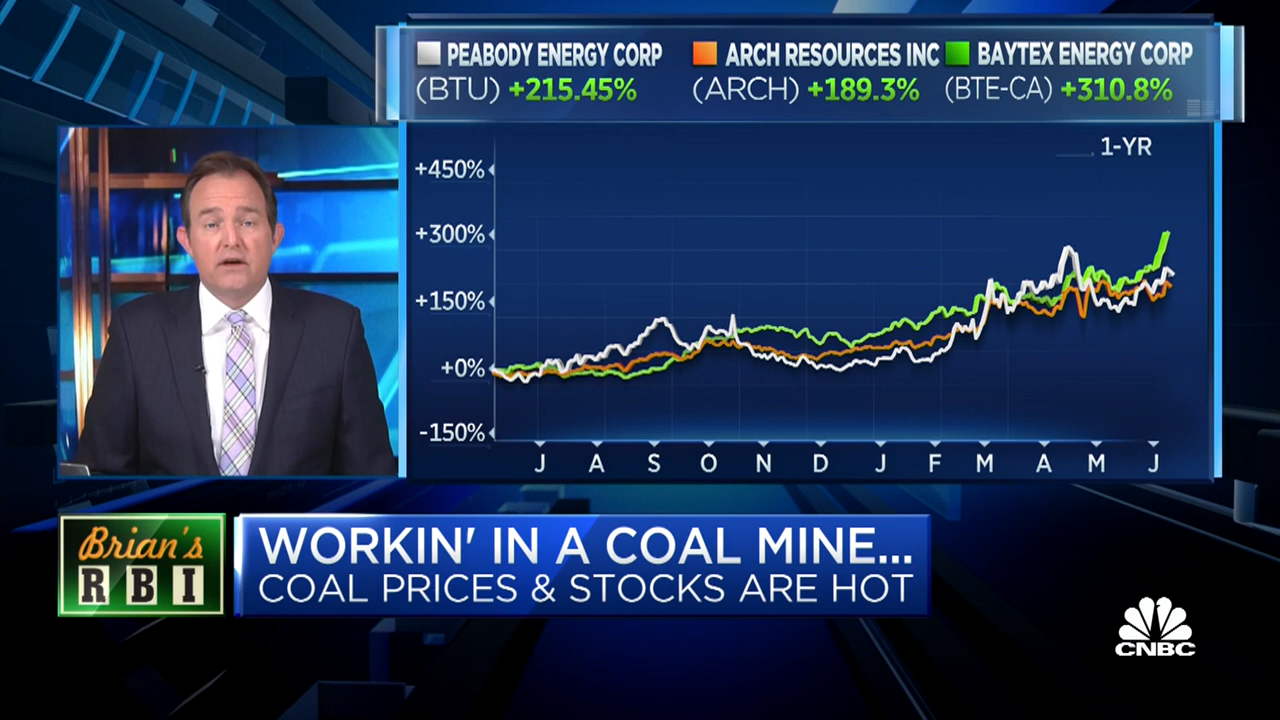 PEABODY ENERGY CORP
(BTU) +215.45%
ARCH RESOURCES INC
(ARCH) +189.3%
BAYTEX ENERGY CORP
(BTE-CA) +310.8%
1-YR
+450%
+300%
+150%
+0%
-150%
J A S O N D J F M A M J
Brian's
RBI
WORKIN' IN A COAL MINE...
COAL PRICES & STOCKS ARE HOT
CNBC